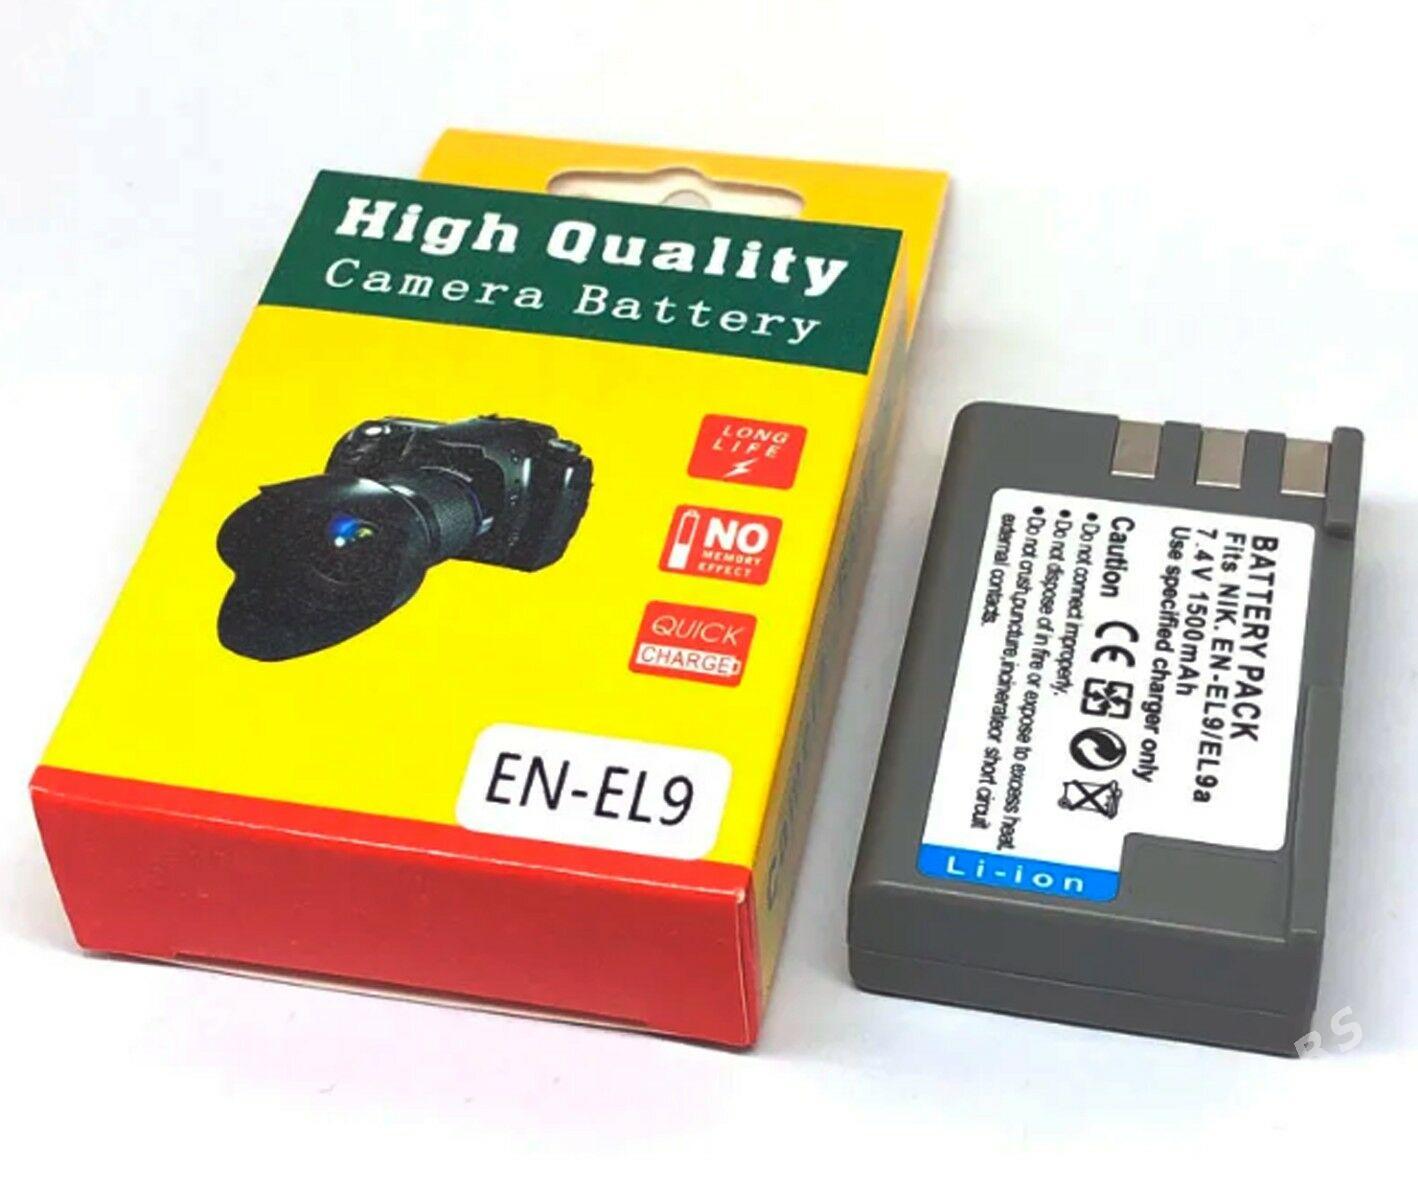 High Quality
Camera Battery
LONG
LIFE
NO
MEMORY
EFFECT
QUICK
CHARGE
EN-EL9
BATTERY PACK
Fits NIK.EN-EL9/EL9a
7.4V 1500mAh
Use specified charger only
Caution
CE
•Do not connect improperly.
•Do not dispose of in fire or expose to excess heat.
•Do not crush,puncture,incinerateor short circuit
external contacts.
Li-ion
RS